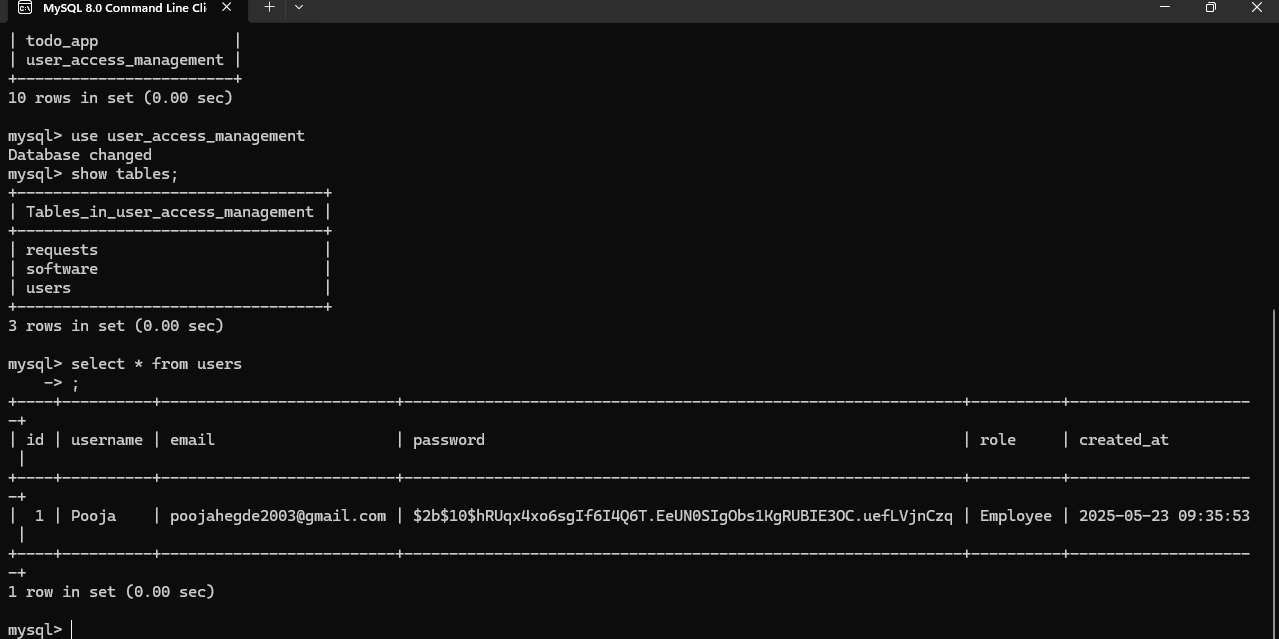 MySQL 8.0 Command Line Cli
| todo_app              |
| user_access_management |
+------------------------+
10 rows in set (0.00 sec)
mysql> use user_access_management
Database changed
mysql> show tables;
+----------------------------------+
| Tables_in_user_access_management |
+----------------------------------+
| requests                         |
| software                         |
| users                            |
+----------------------------------+
3 rows in set (0.00 sec)
mysql> select * from users
    -> ;
+----+----------+-------------------------+--------------------------------------------------------------+----------+--------------------
-+
| id | username | email                   | password                                                     | role     | created_at
 |
+----+----------+-------------------------+--------------------------------------------------------------+----------+--------------------
-+
|  1 | Pooja    | poojahegde2003@gmail.com | $2b$10$hRUqx4xo6sgIf6I4Q6T.EeUN0SIgObs1KgRUBIE3OC.uefLVjnCzq | Employee | 2025-05-23 09:35:53
 |
+----+----------+-------------------------+--------------------------------------------------------------+----------+--------------------
-+
1 row in set (0.00 sec)
mysql>